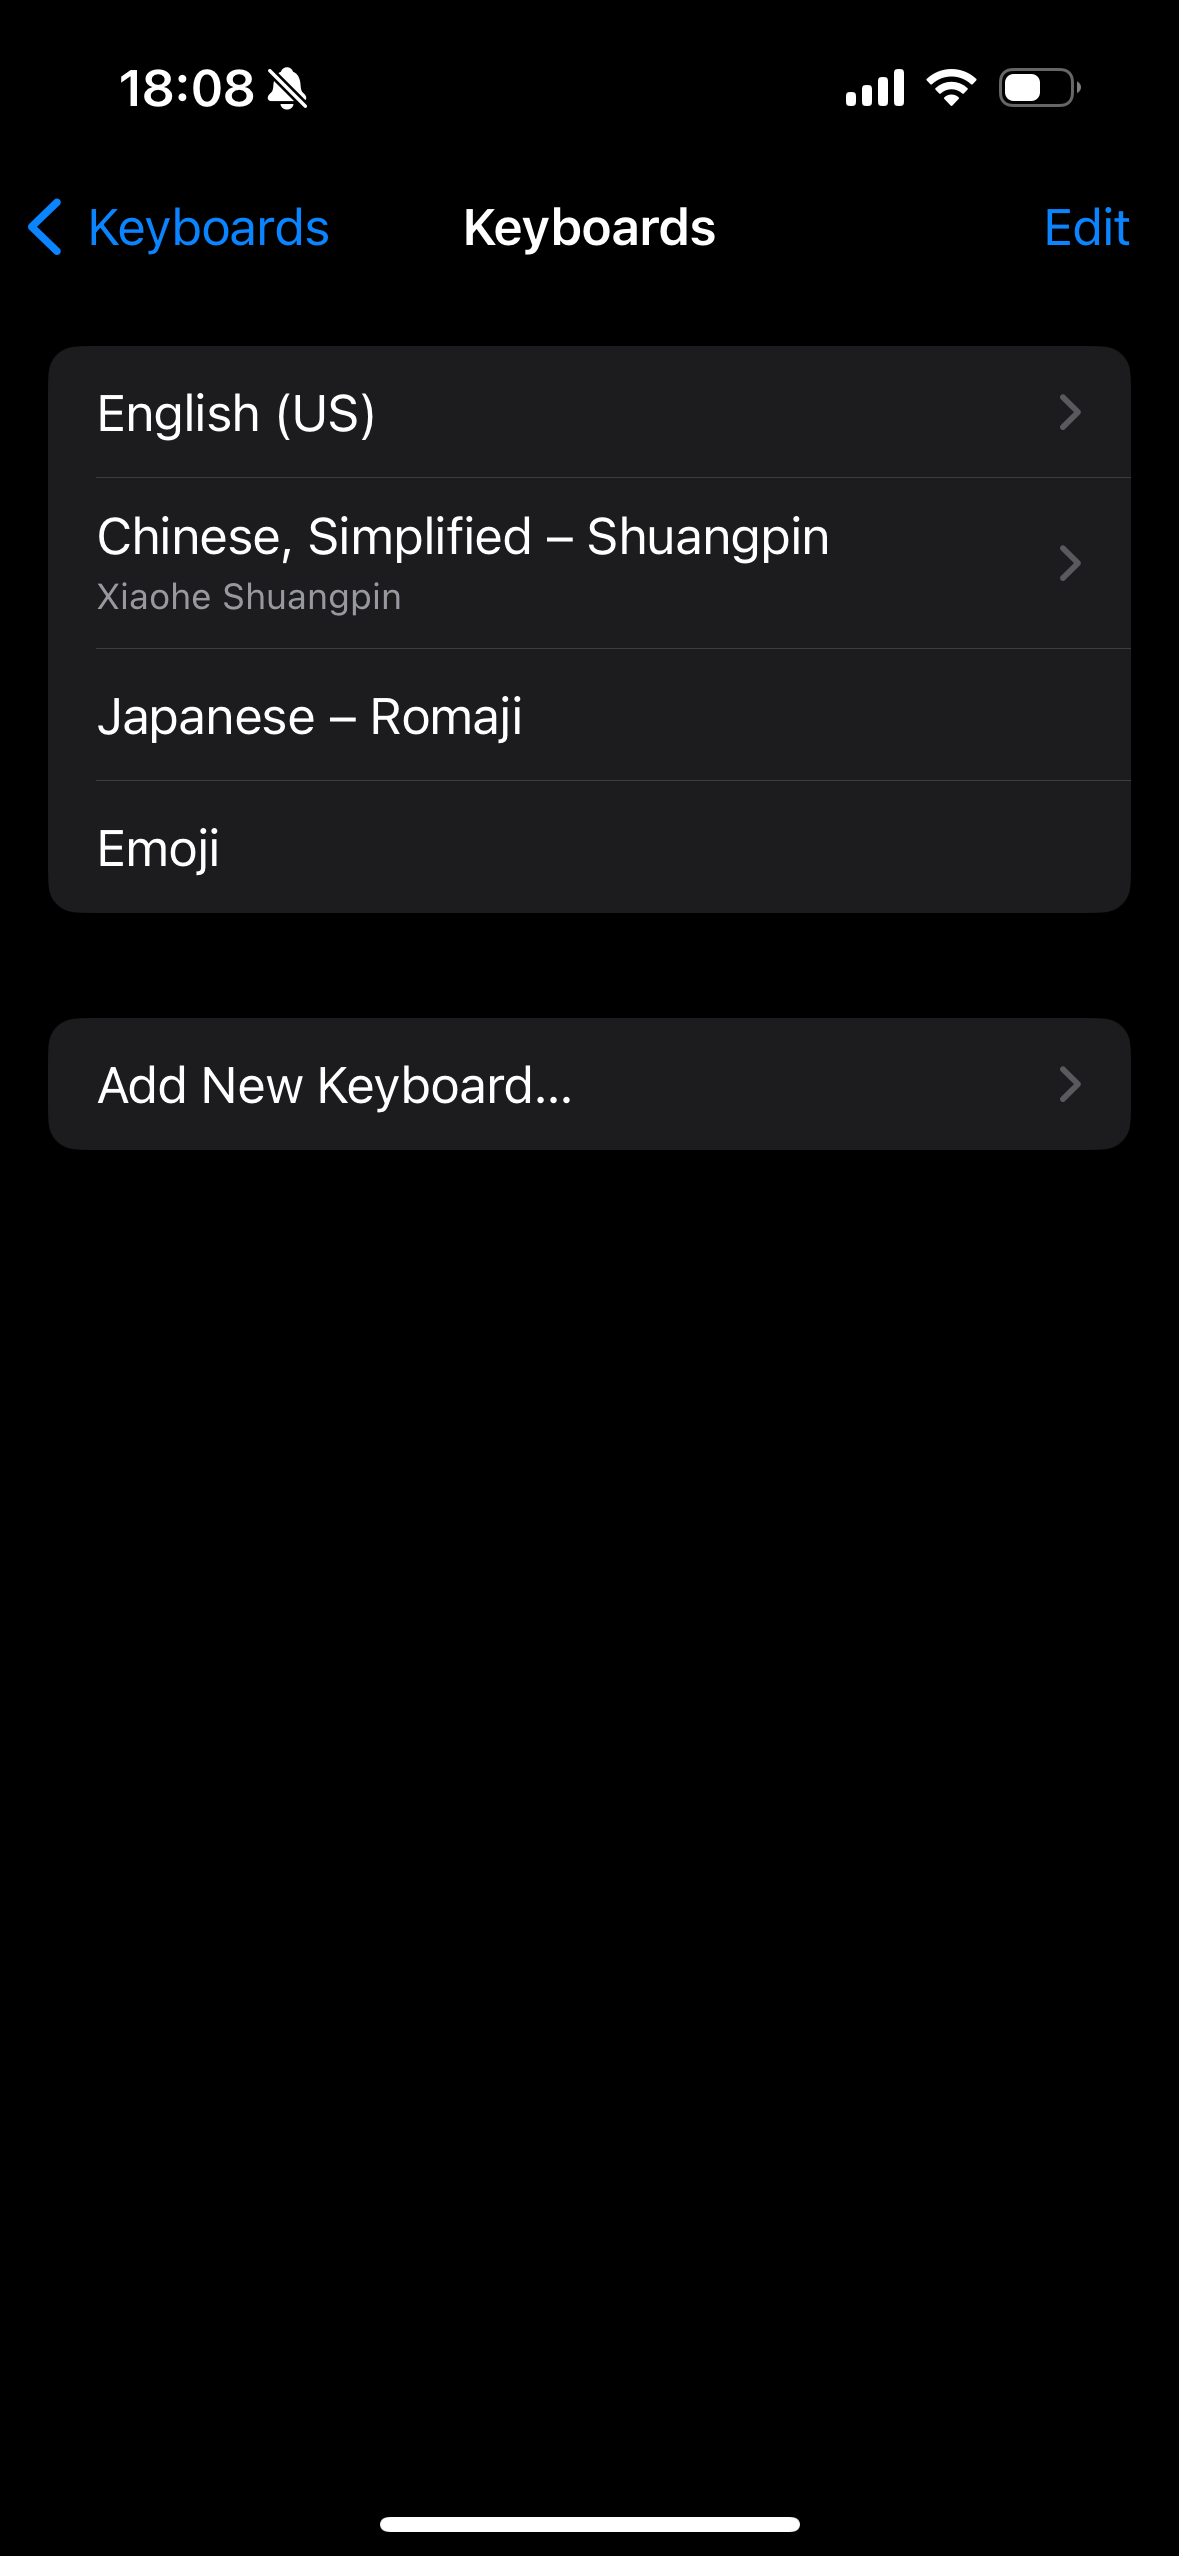 18:08
Keyboards
Keyboards
Edit
English (US)
Chinese, Simplified – Shuangpin
Xiaohe Shuangpin
Japanese – Romaji
Emoji
Add New Keyboard...